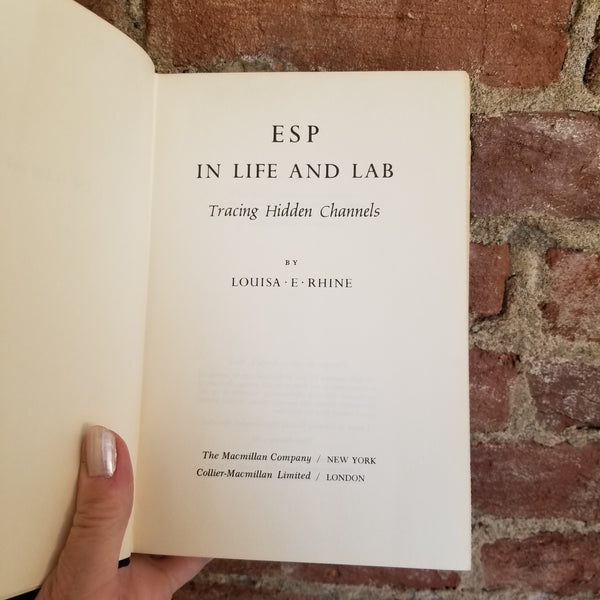 ESP
IN LIFE AND LAB
Tracing Hidden Channels
BY
LOUISA · E · RHINE
The Macmillan Company / NEW YORK
Collier-Macmillan Limited / LONDON